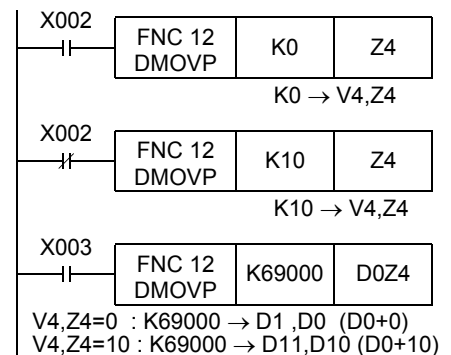 X002
FNC 12 DMOVP K0 Z4
K0 → V4,Z4
X002
FNC 12 DMOVP K10 Z4
K10 → V4,Z4
X003
FNC 12 DMOVP K69000 D0Z4
V4,Z4=0 : K69000 → D1 ,D0 (D0+0)
V4,Z4=10 : K69000 → D11,D10 (D0+10)